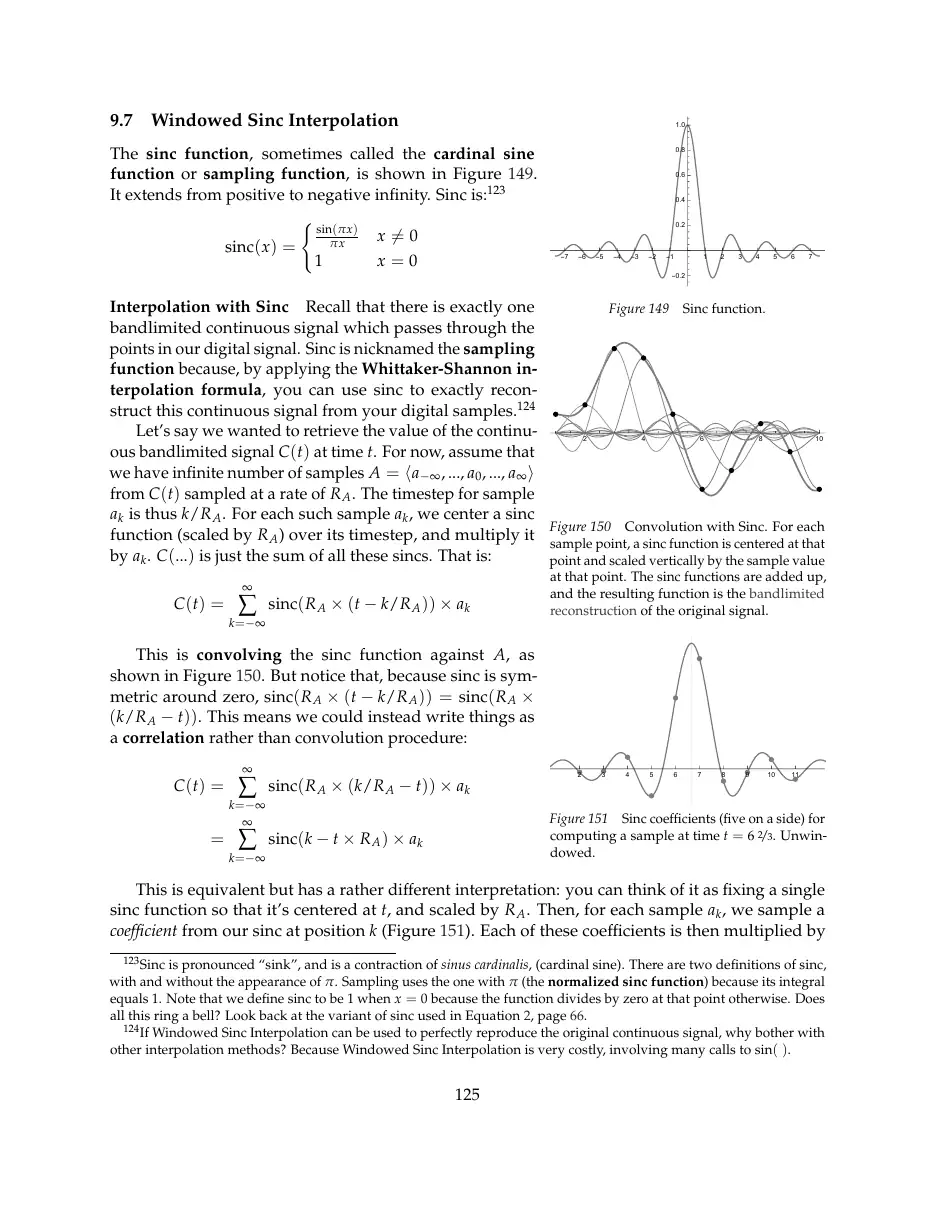 9.7 Windowed Sinc Interpolation
The sinc function, sometimes called the cardinal sine
function or sampling function, is shown in Figure 149.
It extends from positive to negative infinity. Sinc is:123
sinc(x) = { sin(πx)/πx x ≠ 0
1 x = 0
Interpolation with Sinc Recall that there is exactly one
bandlimited continuous signal which passes through the
points in our digital signal. Sinc is nicknamed the sampling
function because, by applying the Whittaker-Shannon in-
terpolation formula, you can use sinc to exactly recon-
struct this continuous signal from your digital samples.124
Let's say we wanted to retrieve the value of the continu-
ous bandlimited signal C(t) at time t. For now, assume that
we have infinite number of samples A = ⟨a−∞, ..., a0, ..., a∞⟩
from C(t) sampled at a rate of RA. The timestep for sample
ak is thus k/RA. For each such sample ak, we center a sinc
function (scaled by RA) over its timestep, and multiply it
by ak. C(...) is just the sum of all these sincs. That is:
C(t) = ∞∑k=−∞ sinc(RA × (t − k/RA)) × ak
This is convolving the sinc function against A, as
shown in Figure 150. But notice that, because sinc is sym-
metric around zero, sinc(RA × (t − k/RA)) = sinc(RA ×
(k/RA − t)). This means we could instead write things as
a correlation rather than convolution procedure:
C(t) = ∞∑k=−∞ sinc(RA × (k/RA − t)) × ak
= ∞∑k=−∞ sinc(k − t × RA) × ak
1.0
0.8
0.6
0.4
0.2
−7 −6 −5 −4 −3 −2 −1 1 2 3 4 5 6 7
−0.2
Figure 149 Sinc function.
2 4 6 8 10
Figure 150 Convolution with Sinc. For each
sample point, a sinc function is centered at that
point and scaled vertically by the sample value
at that point. The sinc functions are added up,
and the resulting function is the bandlimited
reconstruction of the original signal.
2 3 4 5 6 7 8 9 10 11
Figure 151 Sinc coefficients (five on a side) for
computing a sample at time t = 6 2/3. Unwin-
dowed.
This is equivalent but has a rather different interpretation: you can think of it as fixing a single
sinc function so that it's centered at t, and scaled by RA. Then, for each sample ak, we sample a
coefficient from our sinc at position k (Figure 151). Each of these coefficients is then multiplied by
123Sinc is pronounced "sink", and is a contraction of sinus cardinalis, (cardinal sine). There are two definitions of sinc,
with and without the appearance of π. Sampling uses the one with π (the normalized sinc function) because its integral
equals 1. Note that we define sinc to be 1 when x = 0 because the function divides by zero at that point otherwise. Does
all this ring a bell? Look back at the variant of sinc used in Equation 2, page 66.
124If Windowed Sinc Interpolation can be used to perfectly reproduce the original continuous signal, why bother with
other interpolation methods? Because Windowed Sinc Interpolation is very costly, involving many calls to sin( ).
125